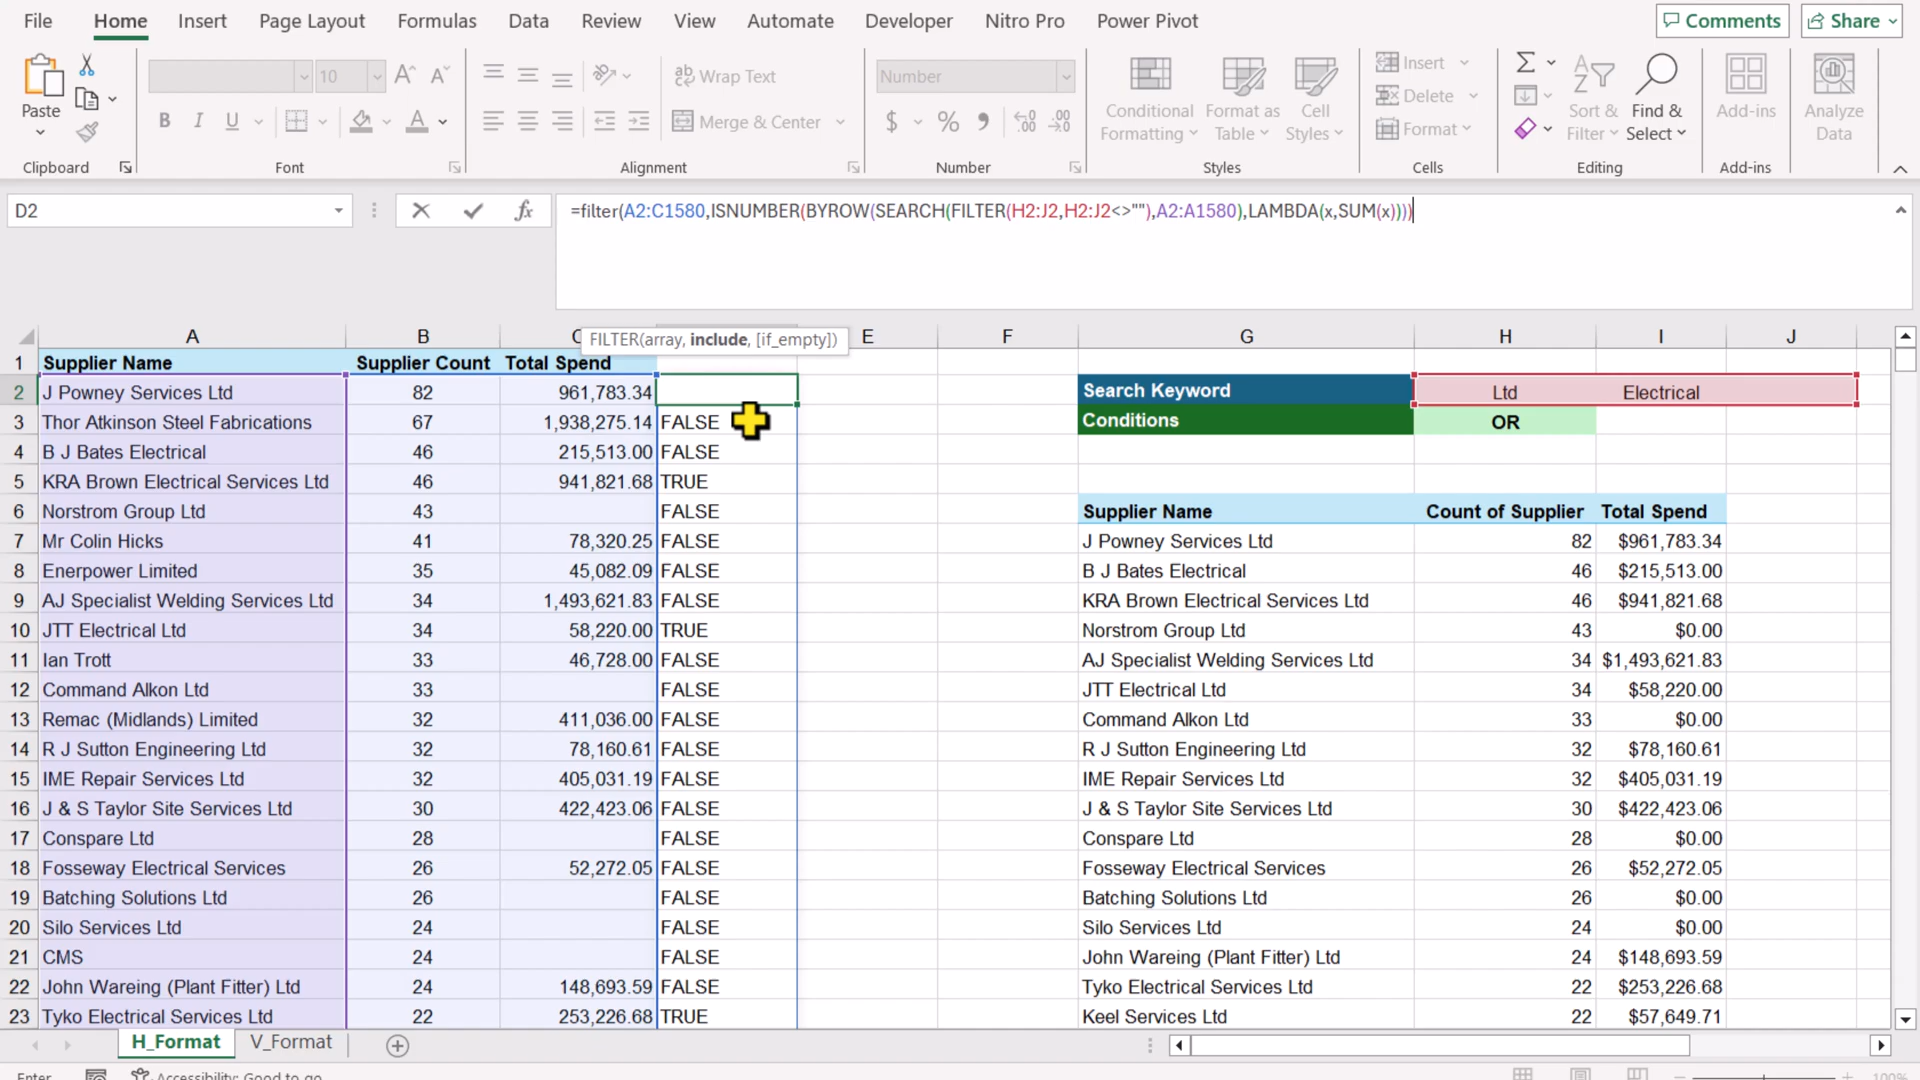 File Home Insert Page Layout Formulas Data Review View Automate Developer Nitro Pro Power Pivot Comments Share
Paste 10 Wrap Text Number Insert
B I U Merge & Center $ % Conditional Formatting Format as Table Cell Styles Delete Format Sort & Filter Find & Select Add-ins Analyze Data
Clipboard Font Alignment Number Styles Cells Editing Add-ins
D2 fx =filter(A2:C1580,ISNUMBER(BYROW(SEARCH(FILTER(H2:J2,H2:J2<>""),A2:A1580),LAMBDA(x,SUM(x))))
A B C E F G H I J
FILTER(array, include, [if_empty])
1 Supplier Name Supplier Count Total Spend
2 J Powney Services Ltd 82 961,783.34 Search Keyword Ltd Electrical
3 Thor Atkinson Steel Fabrications 67 1,938,275.14 FALSE Conditions OR
4 B J Bates Electrical 46 215,513.00 FALSE
5 KRA Brown Electrical Services Ltd 46 941,821.68 TRUE
6 Norstrom Group Ltd 43 FALSE Supplier Name Count of Supplier Total Spend
7 Mr Colin Hicks 41 78,320.25 FALSE J Powney Services Ltd 82 $961,783.34
8 Enerpower Limited 35 45,082.09 FALSE B J Bates Electrical 46 $215,513.00
9 AJ Specialist Welding Services Ltd 34 1,493,621.83 FALSE KRA Brown Electrical Services Ltd 46 $941,821.68
10 JTT Electrical Ltd 34 58,220.00 TRUE Norstrom Group Ltd 43 $0.00
11 Ian Trott 33 46,728.00 FALSE AJ Specialist Welding Services Ltd 34 $1,493,621.83
12 Command Alkon Ltd 33 FALSE JTT Electrical Ltd 34 $58,220.00
13 Remac (Midlands) Limited 32 411,036.00 FALSE Command Alkon Ltd 33 $0.00
14 R J Sutton Engineering Ltd 32 78,160.61 FALSE R J Sutton Engineering Ltd 32 $78,160.61
15 IME Repair Services Ltd 32 405,031.19 FALSE IME Repair Services Ltd 32 $405,031.19
16 J & S Taylor Site Services Ltd 30 422,423.06 FALSE J & S Taylor Site Services Ltd 30 $422,423.06
17 Conspare Ltd 28 FALSE Conspare Ltd 28 $0.00
18 Fosseway Electrical Services 26 52,272.05 FALSE Fosseway Electrical Services 26 $52,272.05
19 Batching Solutions Ltd 26 FALSE Batching Solutions Ltd 26 $0.00
20 Silo Services Ltd 24 FALSE Silo Services Ltd 24 $0.00
21 CMS 24 FALSE John Wareing (Plant Fitter) Ltd 24 $148,693.59
22 John Wareing (Plant Fitter) Ltd 24 148,693.59 FALSE Tyko Electrical Services Ltd 22 $253,226.68
23 Tyko Electrical Services Ltd 22 253,226.68 TRUE Keel Services Ltd 22 $57,649.71
H_Format V_Format
Enter Accessibility: Good to go 100%